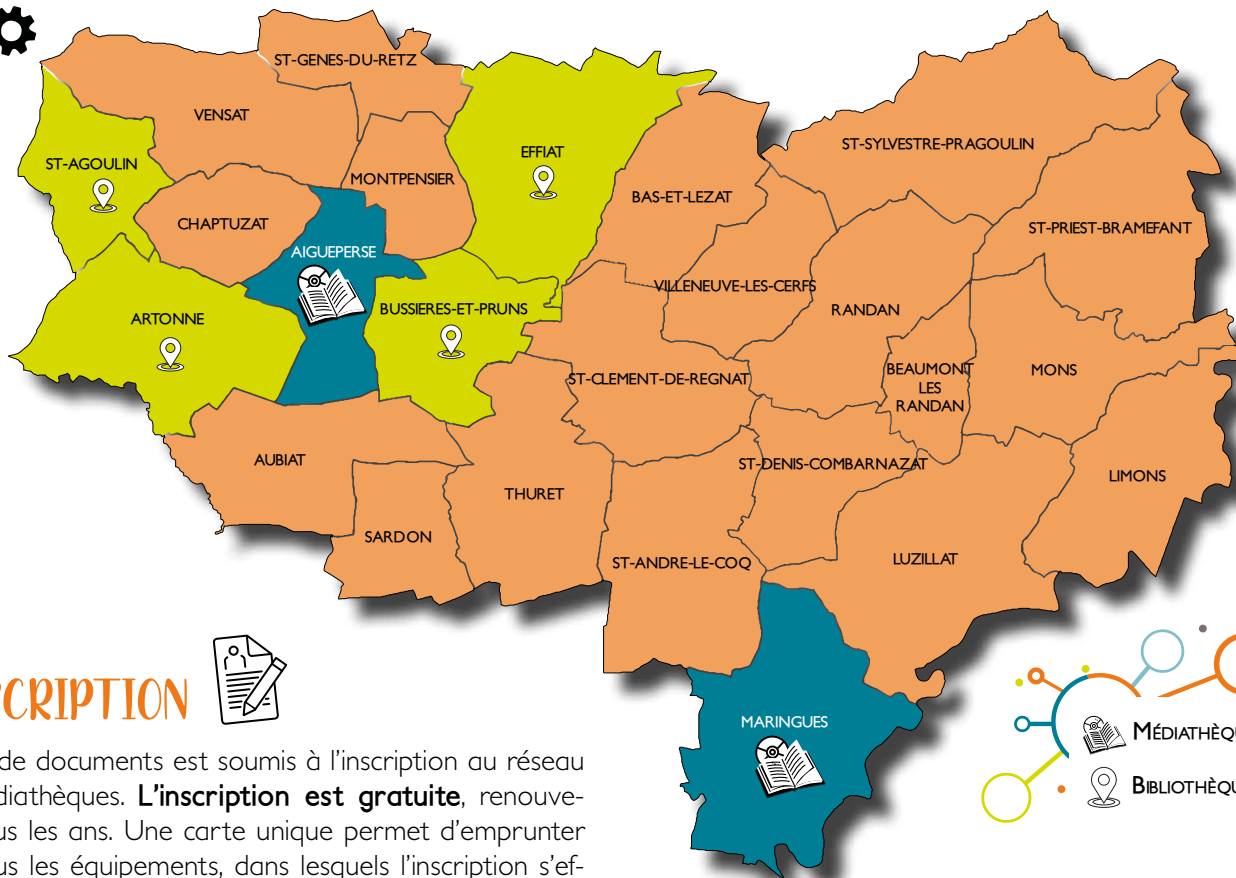 ST-GENES-DU-RETZ
VENSAT
ST-AGOULIN
MONTPENSIER
EFFIAT
ST-SYLVESTRE-PRAGOULIN
BAS-ET-LEZAT
CHAPTUZAT
ST-PRIEST-BRAMEFANT
AIGUEPERSE
VILLENEUVE-LES-CERFS
ARTONNE
BUSSIERES-ET-PRUNS
RANDAN
ST-CLEMENT-DE-REGNAT
BEAUMONT
LES
RANDAN
MONS
AUBIAT
ST-DENIS-COMBARNAZAT
THURET
LIMONS
SARDON
ST-ANDRE-LE-COQ
LUZILLAT
MARINGUES
MÉDIATHÈQU
BIBLIOTHÈQU
CRIPTION
de documents est soumis à l'inscription au réseau
diathèques. L'inscription est gratuite, renouve-
us les ans. Une carte unique permet d'emprunter
us les équipements, dans lesquels l'inscription s'ef-